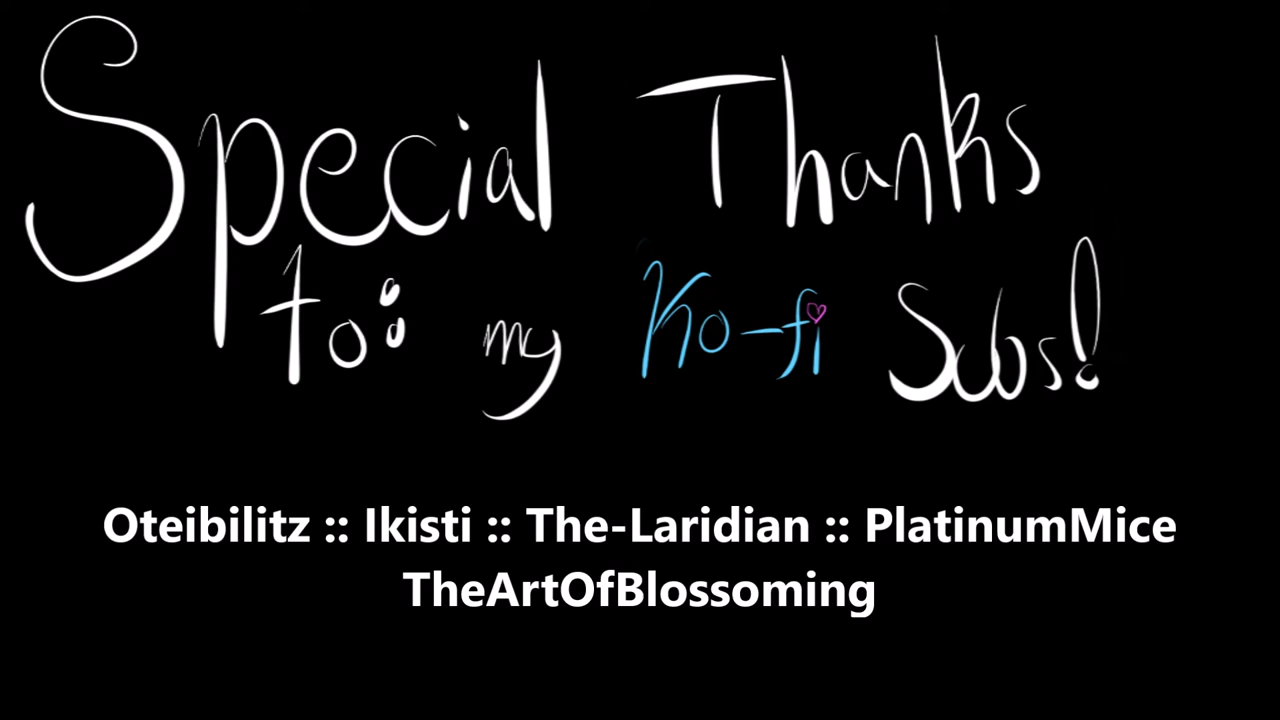 Special Thanks
to: my Ko-fi Subs!
Oteibilitz :: Ikisti :: The-Laridian :: PlatinumMice
TheArtOfBlossoming